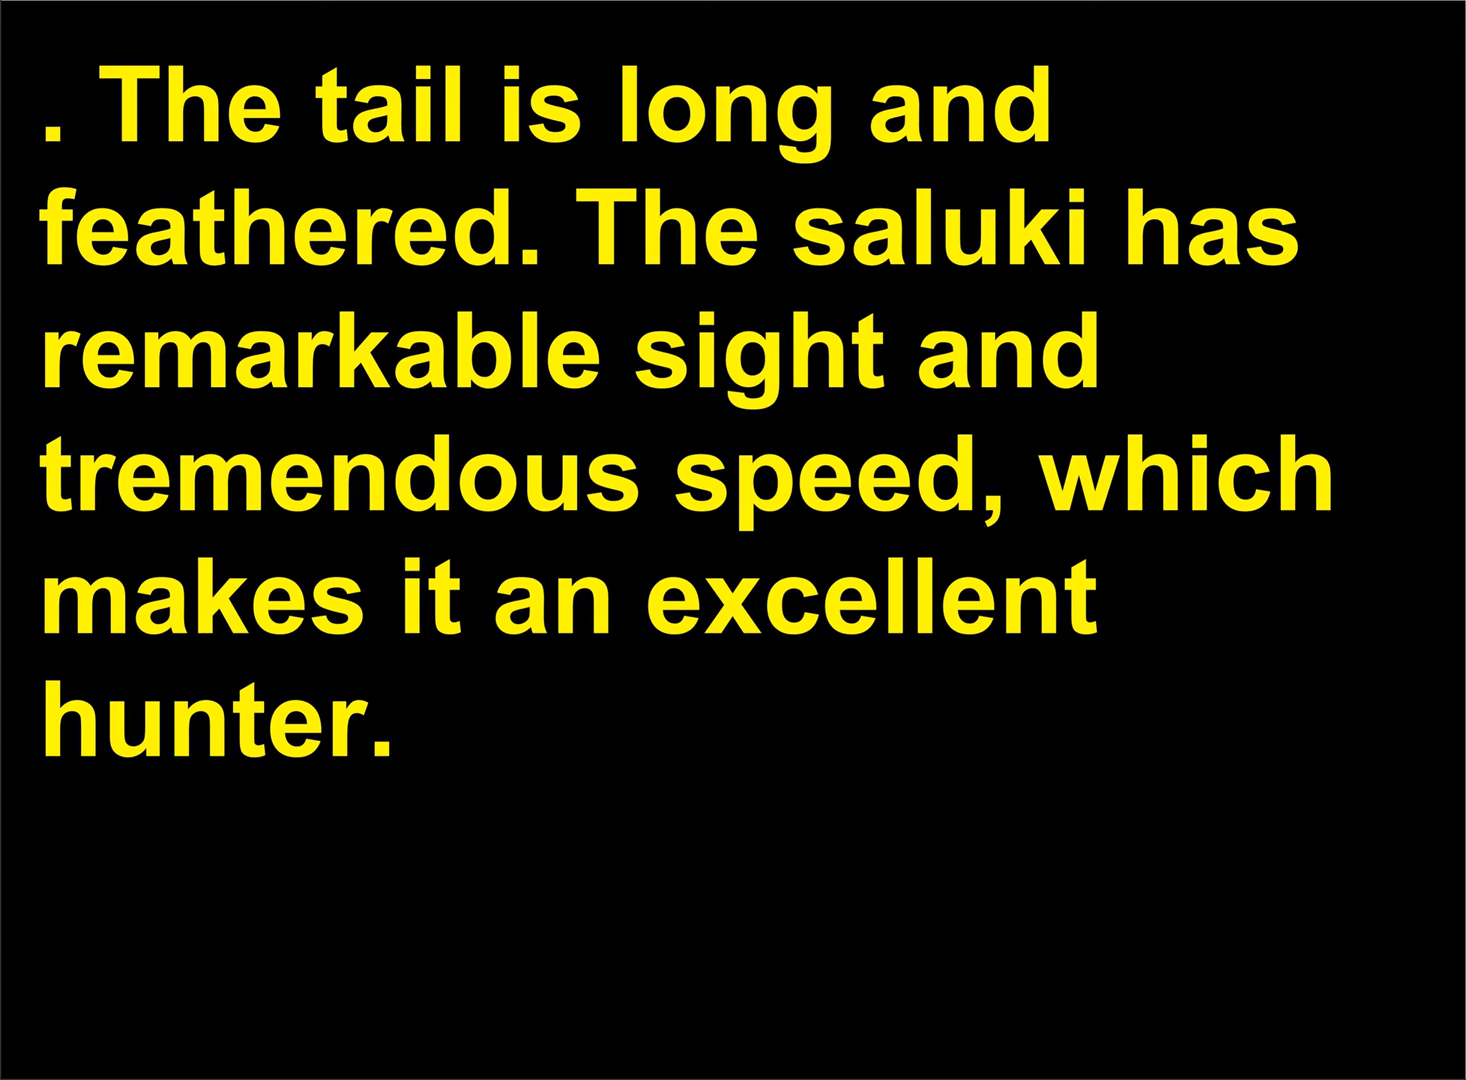 . The tail is long and
feathered. The saluki has
remarkable sight and
tremendous speed, which
makes it an excellent
hunter.